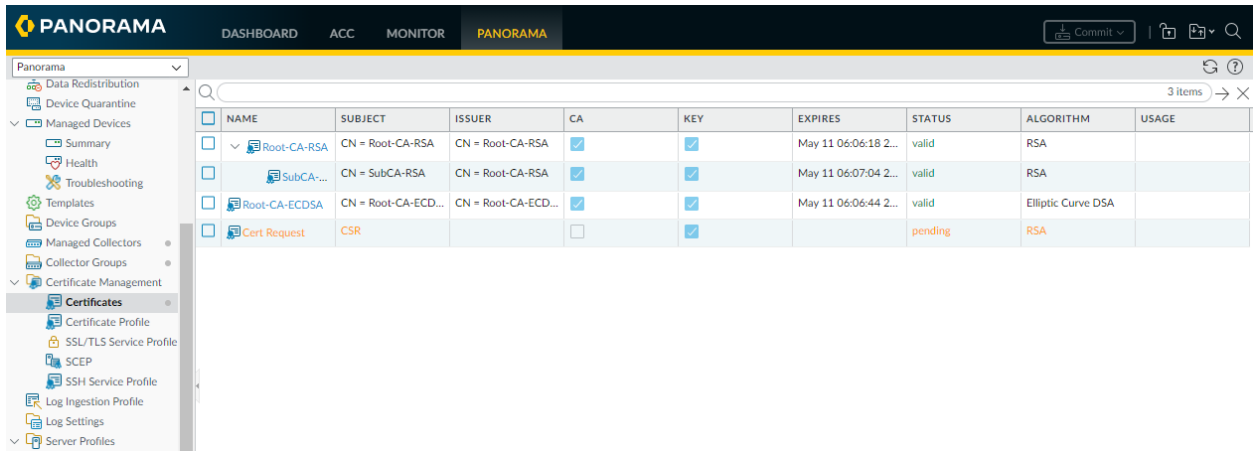 PANORAMA
DASHBOARD ACC MONITOR PANORAMA Commit
Panorama
Data Redistribution
Device Quarantine
Managed Devices
Summary
Health
Troubleshooting
Templates
Device Groups
Managed Collectors
Collector Groups
Certificate Management
Certificates
Certificate Profile
SSL/TLS Service Profile
SCEP
SSH Service Profile
Log Ingestion Profile
Log Settings
Server Profiles
3 items
NAME SUBJECT ISSUER CA KEY EXPIRES STATUS ALGORITHM USAGE
Root-CA-RSA CN = Root-CA-RSA CN = Root-CA-RSA May 11 06:06:18 2... valid RSA
SubCA-... CN = SubCA-RSA CN = Root-CA-RSA May 11 06:07:04 2... valid RSA
Root-CA-ECDSA CN = Root-CA-ECD... CN = Root-CA-ECD... May 11 06:06:44 2... valid Elliptic Curve DSA
Cert Request CSR pending RSA